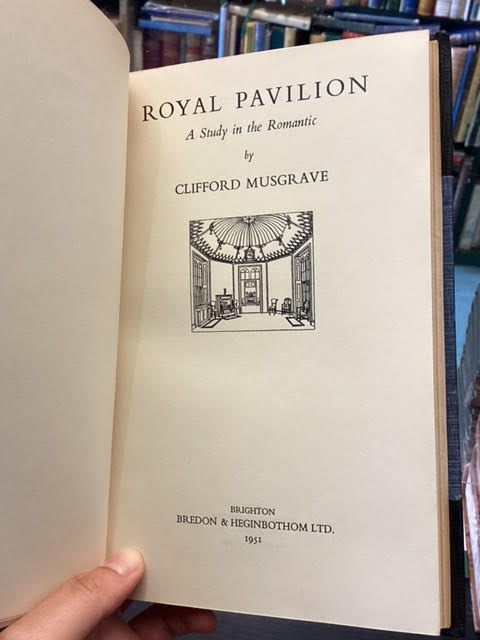 ROYAL PAVILION
A Study in the Romantic
by
CLIFFORD MUSGRAVE
BRIGHTON
BREDON & HEGINBOTHOM LTD.
1951